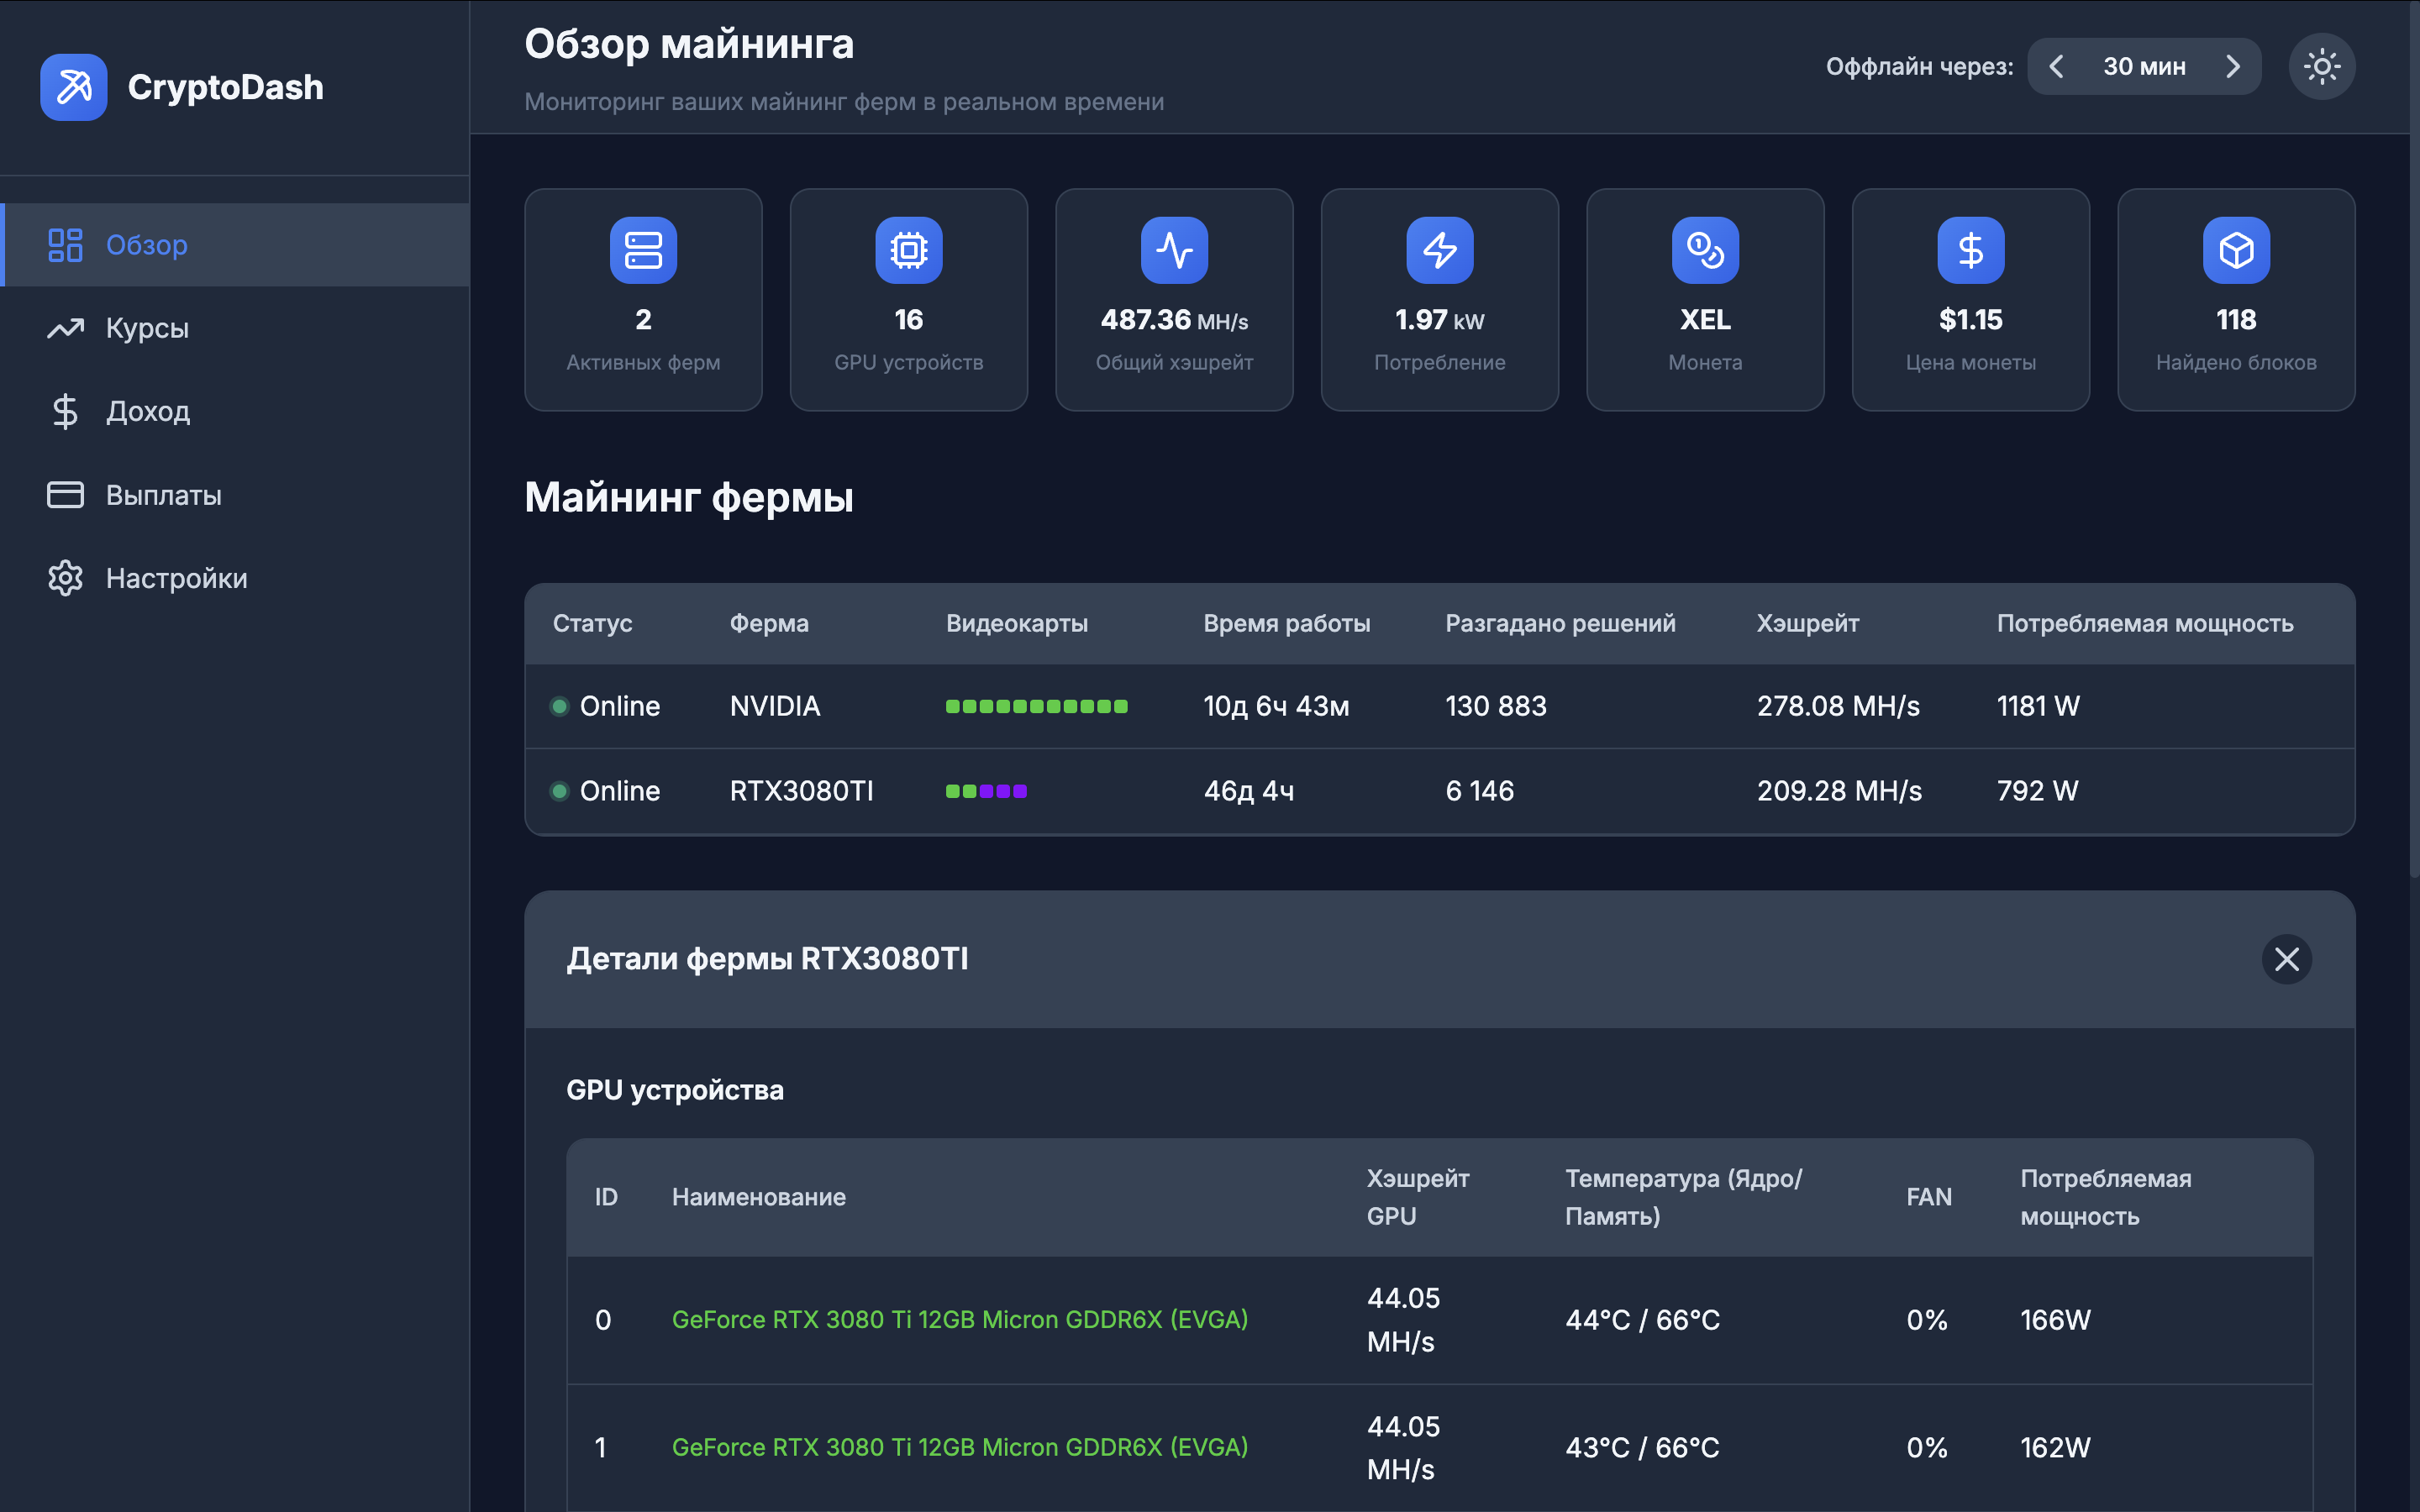 CryptoDash
Обзор
Курсы
Доход
Выплаты
Настройки
Обзор майнинга
Мониторинг ваших майнинг ферм в реальном времени
Оффлайн через: 30 мин
2
Активных ферм
16
GPU устройств
487.36 MH/s
Общий хэшрейт
1.97 kW
Потребление
XEL
Монета
$1.15
Цена монеты
118
Найдено блоков
Майнинг фермы
Статус Ферма Видеокарты Время работы Разгадано решений Хэшрейт Потребляемая мощность
Online NVIDIA 10д 6ч 43м 130 883 278.08 MH/s 1181 W
Online RTX3080TI 46д 4ч 6 146 209.28 MH/s 792 W
Детали фермы RTX3080TI
GPU устройства
ID Наименование Хэшрейт GPU Температура (Ядро/Память) FAN Потребляемая мощность
0 GeForce RTX 3080 Ti 12GB Micron GDDR6X (EVGA) 44.05 MH/s 44°C / 66°C 0% 166W
1 GeForce RTX 3080 Ti 12GB Micron GDDR6X (EVGA) 44.05 MH/s 43°C / 66°C 0% 162W